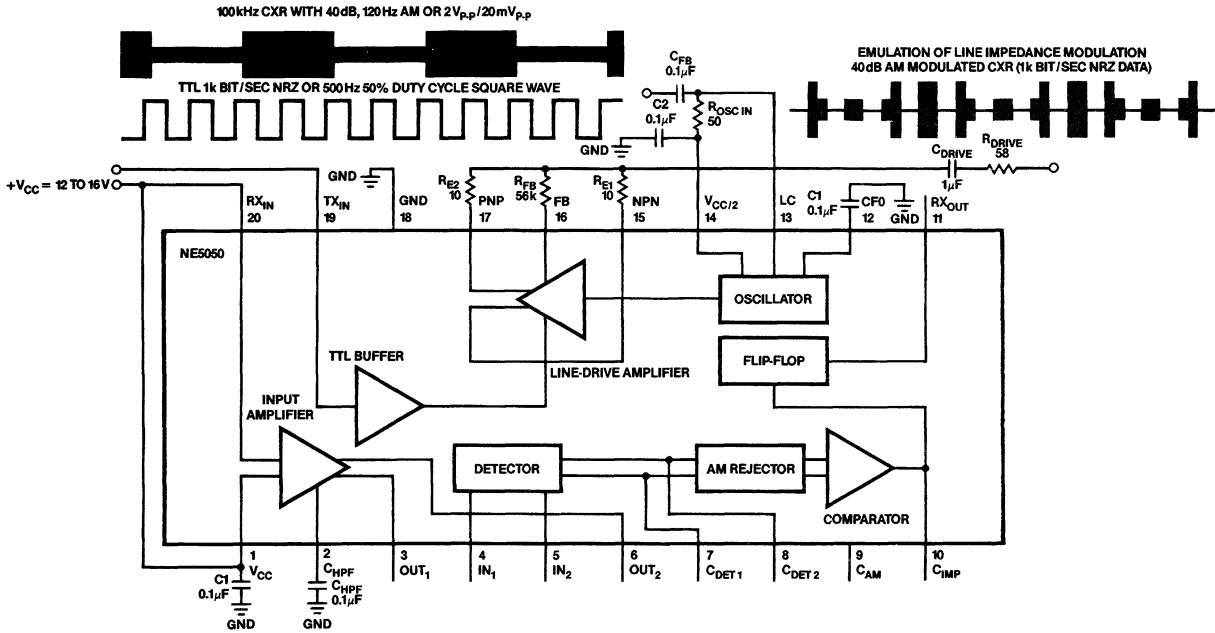 100kHz CXR WITH 40dB, 120Hz AM OR 2VP-P/20mVP-P
TTL 1k BIT/SEC NRZ OR 500Hz 50% DUTY CYCLE SQUARE WAVE
EMULATION OF LINE IMPEDANCE MODULATION
40dB AM MODULATED CXR (1k BIT/SEC NRZ DATA)
CFB
0.1µF
C2
0.1µF
ROSC IN
50
GND
CDRIVE
1µF
RDRIVE
58
+VCC = 12 TO 16V
GND
RE2
10
RFB
56k
RE1
10
C1
0.1µF
GND
RXIN
20
TXIN
19
GND
18
PNP
17
FB
16
NPN
15
VCC/2
14
LC
13
CF0
12
RXOUT
11
NE5050
OSCILLATOR
FLIP-FLOP
LINE-DRIVE AMPLIFIER
TTL BUFFER
INPUT
AMPLIFIER
DETECTOR
AM REJECTOR
COMPARATOR
1
VCC
2
CHPF
3
OUT1
4
IN1
5
IN2
6
OUT2
7
CDET 1
8
CDET 2
9
CAM
10
CIMP
C1
0.1µF
GND
CHPF
0.1µF
GND